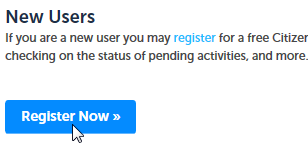 New Users
If you are a new user you may register for a free Citizen
checking on the status of pending activities, and more.
Register Now »